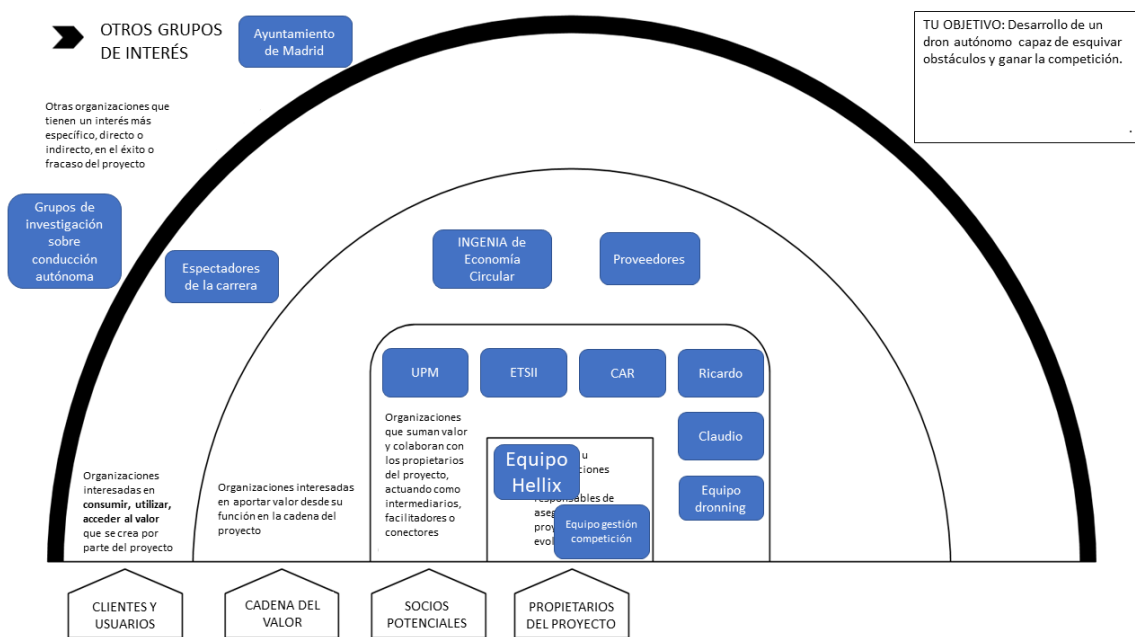 OTROS GRUPOS
DE INTERÉS
Ayuntamiento
de Madrid
TU OBJETIVO: Desarrollo de un
dron autónomo capaz de esquivar
obstáculos y ganar la competición.
.
Otras organizaciones que
tienen un interés más
específico, directo o
indirecto, en el éxito o
fracaso del proyecto
Grupos de
investigación
sobre
conducción
autónoma
Espectadores
de la carrera
INGENIA de
Economía
Circular
Proveedores
UPM
ETSII
CAR
Ricardo
Claudio
Equipo
dronning
Organizaciones
que suman valor
y colaboran con
los propietarios
del proyecto,
actuando como
intermediarios,
facilitadores o
conectores
Equipo
Hellix
u
de
Equipo gestión
competición
Organizaciones
interesadas en
consumir, utilizar,
acceder al valor
que se crea por
parte del proyecto
Organizaciones interesadas
en aportar valor desde su
función en la cadena del
proyecto
CLIENTES Y
USUARIOS
CADENA DEL
VALOR
SOCIOS
POTENCIALES
PROPIETARIOS
DEL PROYECTO